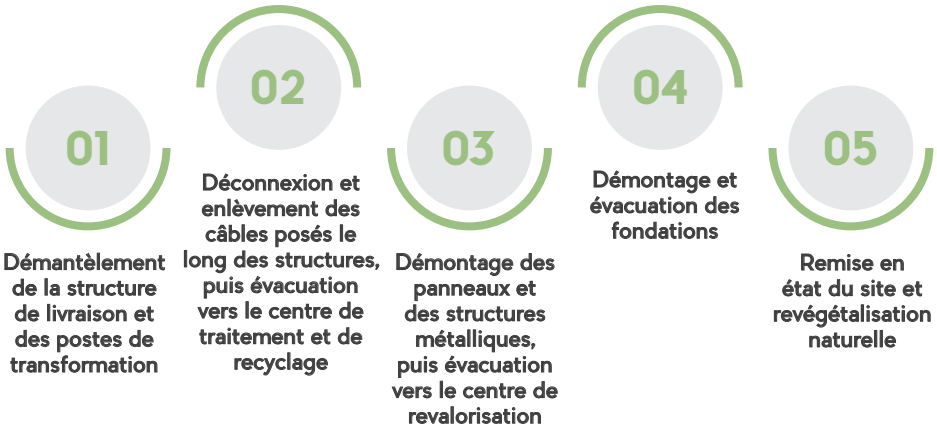 01
Démantèlement
de la structure
de livraison et
des postes de
transformation
02
Déconnexion et
enlèvement des
câbles posés le
long des structures,
puis évacuation
vers le centre de
traitement et de
recyclage
03
Démontage des
panneaux et
des structures
métalliques,
puis évacuation
vers le centre de
revalorisation
04
Démontage et
évacuation des
fondations
05
Remise en
état du site et
revégétalisation
naturelle